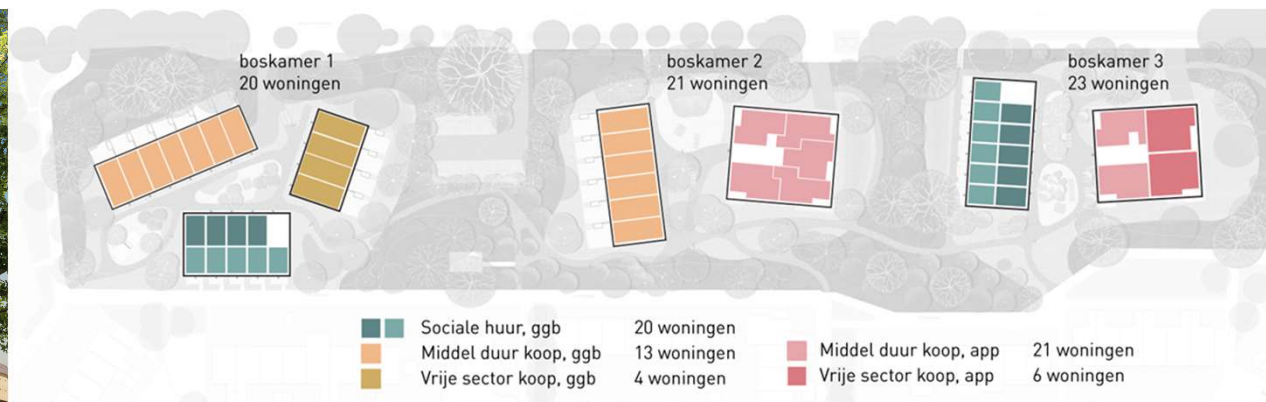 boskamer 1
20 woningen
boskamer 2
21 woningen
boskamer 3
23 woningen
Sociale huur, ggb 20 woningen
Middel duur koop, ggb 13 woningen
Vrije sector koop, ggb 4 woningen
Middel duur koop, app 21 woningen
Vrije sector koop, app 6 woningen